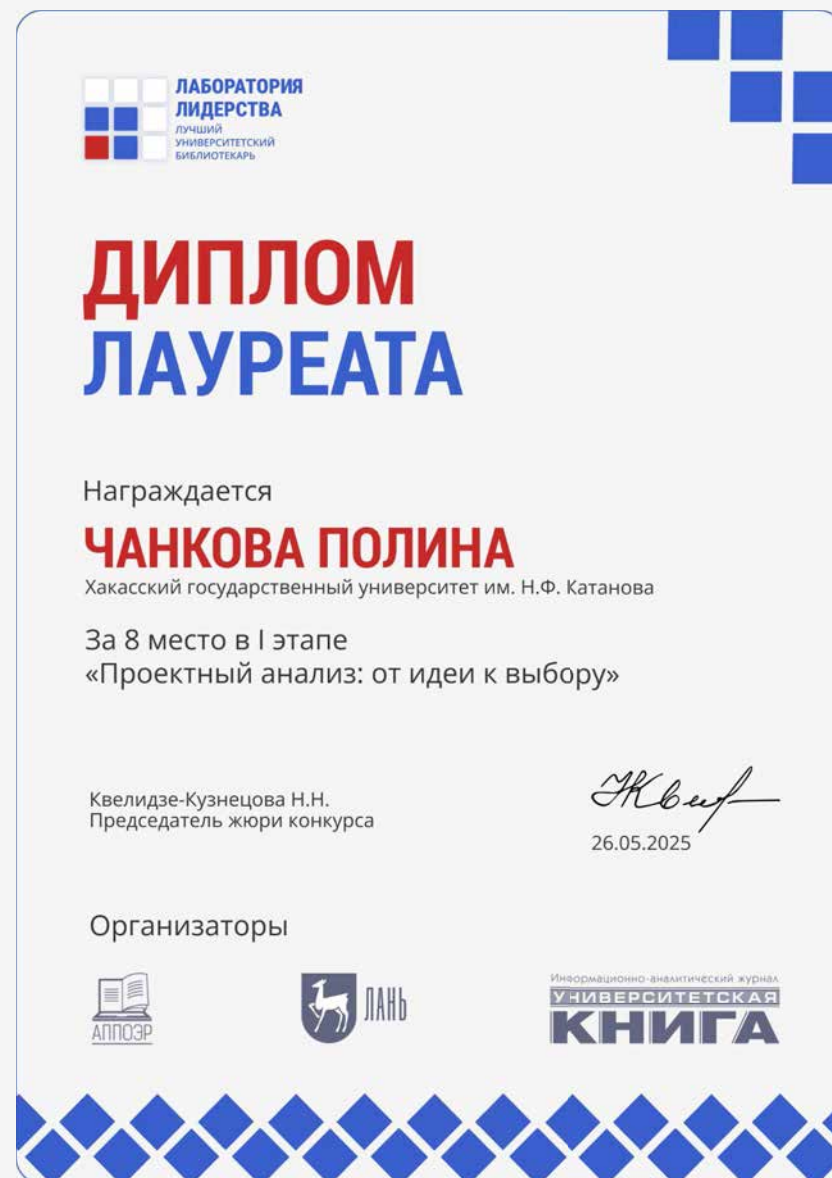 ЛАБОРАТОРИЯ
ЛИДЕРСТВА
ЛУЧШИЙ
УНИВЕРСИТЕТСКИЙ
БИБЛИОТЕКАРЬ
ДИПЛОМ
ЛАУРЕАТА
Награждается
ЧАНКОВА ПОЛИНА
Хакасский государственный университет им. Н.Ф. Катанова
За 8 место в I этапе
«Проектный анализ: от идеи к выбору»
Квелидзе-Кузнецова Н.Н.
Председатель жюри конкурса
26.05.2025
Организаторы
АППОЭР
ЛАНЬ
Информационно-аналитический журнал
УНИВЕРСИТЕТСКАЯ
КНИГА